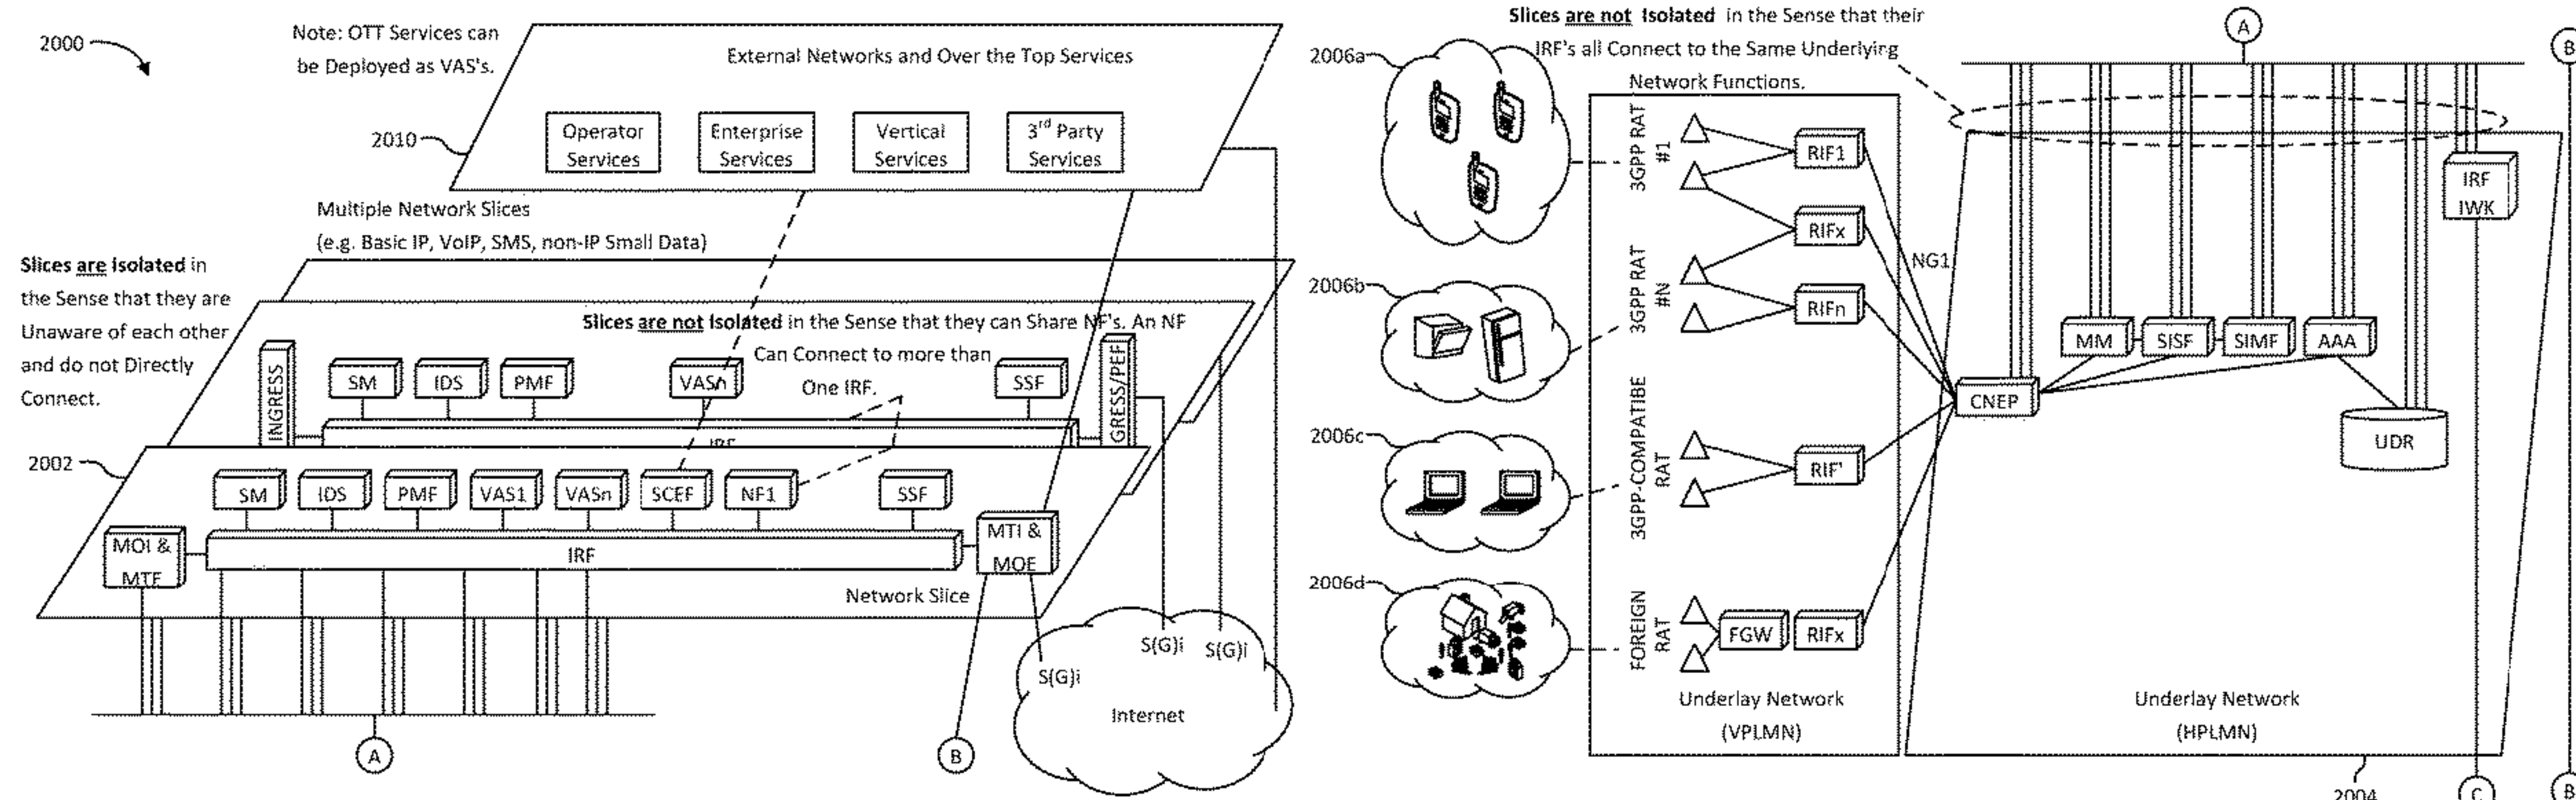 2000
Note: OTT Services can
be Deployed as VAS's.
External Networks and Over the Top Services
2010
Operator
Services
Enterprise
Services
Vertical
Services
3rd Party
Services
Multiple Network Slices
(e.g. Basic IP, VoIP, SMS, non-IP Small Data)
Slices are Isolated in
the Sense that they are
Unaware of each other
and do not Directly
Connect.
Slices are not Isolated in the Sense that they can Share NF's. An NF
Can Connect to more than
One IRF.
INGRESS
SM
IDS
PMF
VASn
SSF
GRESS/PEF
IRF
2002
SM
IDS
PMF
VAS1
VASn
SCEF
NF1
SSF
MOI &
MTE
IRF
MTI &
MOE
Network Slice
S(G)i
S(G)i
S(G)i
Internet
A
B
Slices are not Isolated in the Sense that their
IRF's all Connect to the Same Underlying
Network Functions.
2006a
2006b
2006c
2006d
3GPP RAT
#1
3GPP RAT
#N
3GPP-COMPATIBE
RAT
FOREIGN
RAT
RIF1
RIFx
RIFn
RIF'
FGW
RIFx
NG1
Underlay Network
(VPLMN)
A
B
IRF
IWK
MM
SISF
SIMF
AAA
CNEP
UDR
Underlay Network
(HPLMN)
2004
C